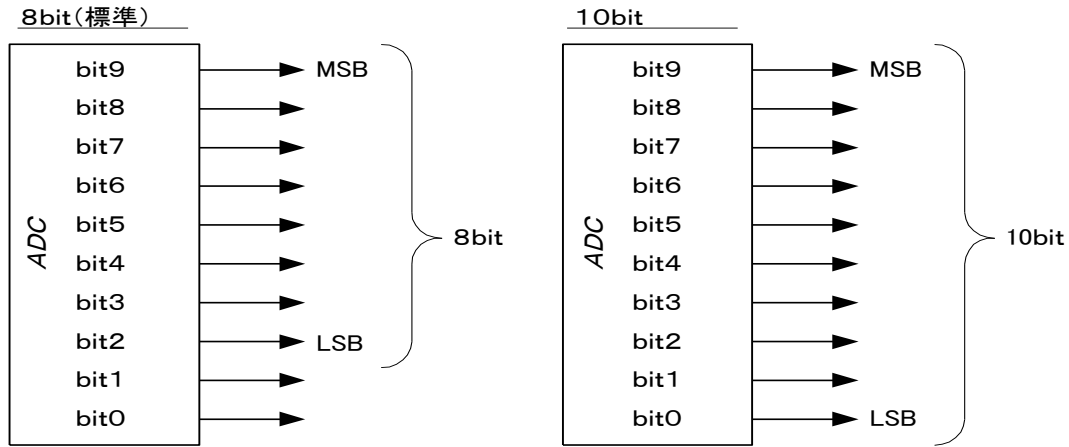 8bit(標準)
ADC
bit9 MSB
bit8
bit7
bit6
bit5
bit4
bit3
bit2 LSB
bit1
bit0
8bit
10bit
ADC
bit9 MSB
bit8
bit7
bit6
bit5
bit4
bit3
bit2
bit1
bit0 LSB
10bit